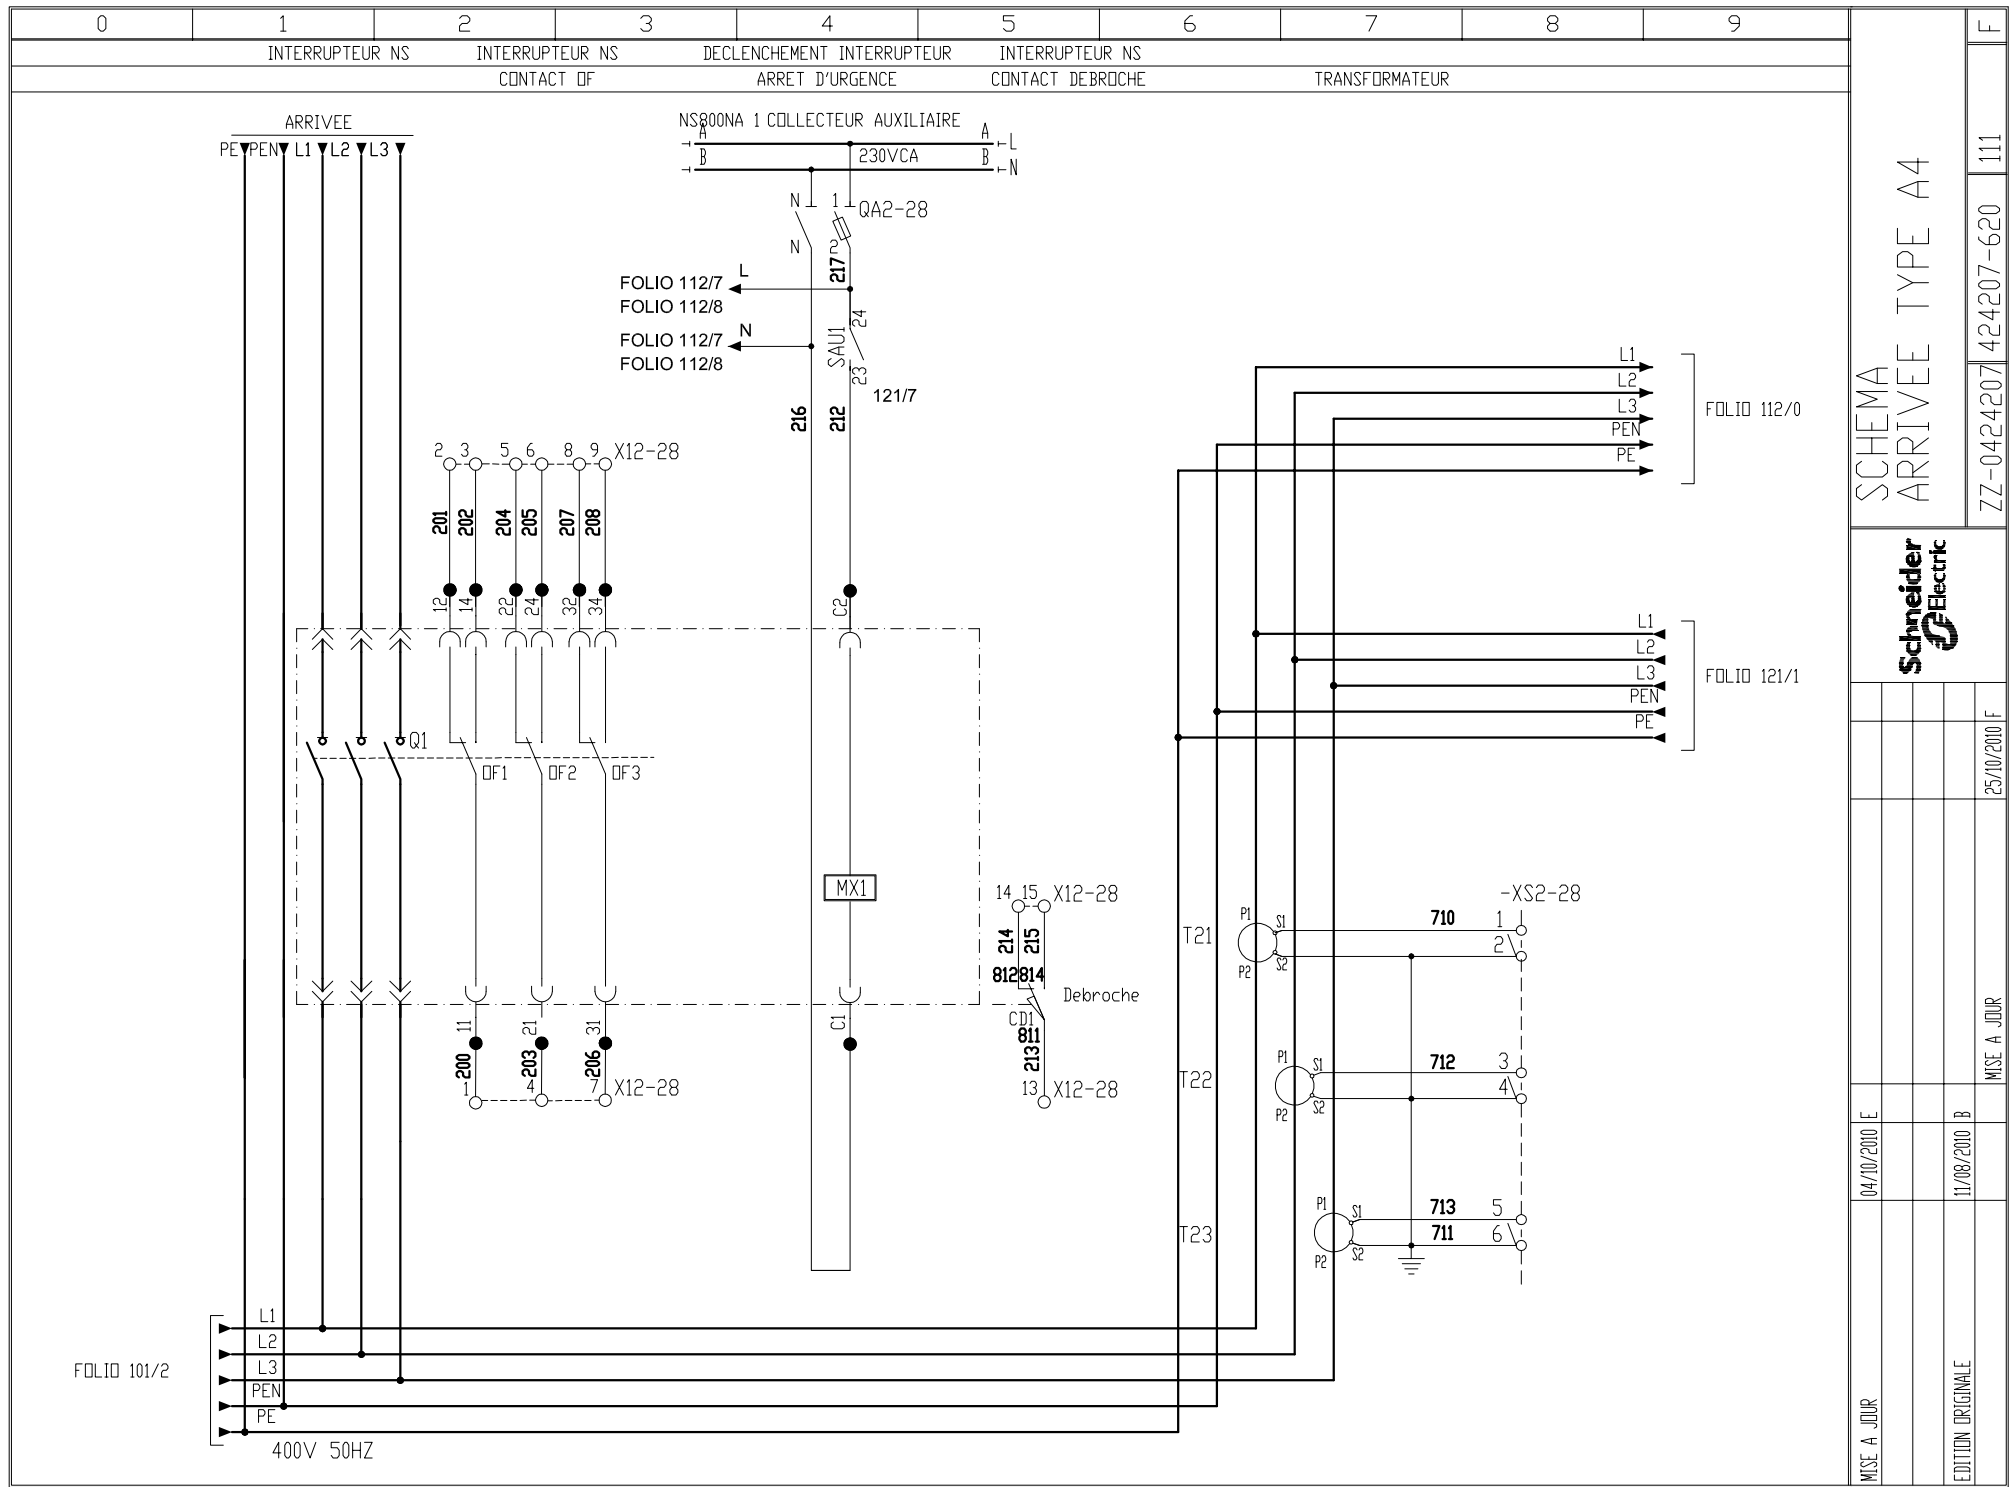 0 1 2 3 4 5 6 7 8 9
INTERRUPTEUR NS INTERRUPTEUR NS DECLENCHEMENT INTERRUPTEUR INTERRUPTEUR NS
CONTACT OF ARRET D'URGENCE CONTACT DEBROCHE TRANSFORMATEUR
ARRIVEE
PE PEN L1 L2 L3
NS800NA 1 COLLECTEUR AUXILIAIRE
A A L
B 230VCA B N
N 1 QA2-28
N 2
217
FOLIO 112/7 L
FOLIO 112/8
FOLIO 112/7 N
FOLIO 112/8
SAU1
24
23
121/7
216 212
2 3 5 6 8 9 X12-28
201 202 204 205 207 208
12 14 22 24 32 34
C2
Q1
OF1 OF2 OF3
MX1
11 21 31
C1
200 203 206
1 4 7 X12-28
14 15 X12-28
214 215
812 814
Debroche
CD1
811
213
13 X12-28
L1
L2
L3
PEN
PE
FOLIO 112/0
L1
L2
L3
PEN
PE
FOLIO 121/1
-XS2-28
T21 P1 S1 710 1
P2 S2 2
T22 P1 S1 712 3
P2 S2 4
T23 P1 S1 713 5
P2 S2 711 6
FOLIO 101/2
L1
L2
L3
PEN
PE
400V 50HZ
SCHEMA
ARRIVEE TYPE A4
ZZ-0424207 424207-620 111 F
Schneider
Electric
MISE A JOUR 04/10/2010 E
EDITION ORIGINALE 11/08/2010 B
MISE A JOUR 25/10/2010 F